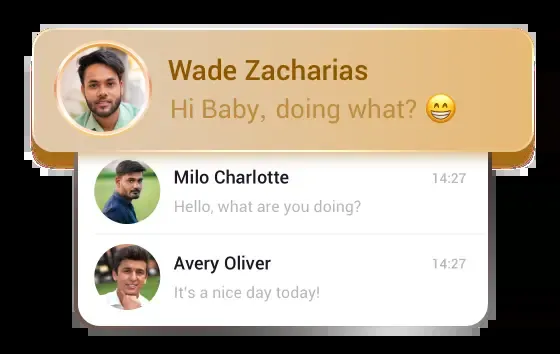 Wade Zacharias
Hi Baby, doing what? 😁
Milo Charlotte 14:27
Hello, what are you doing?
Avery Oliver 14:27
It's a nice day today!